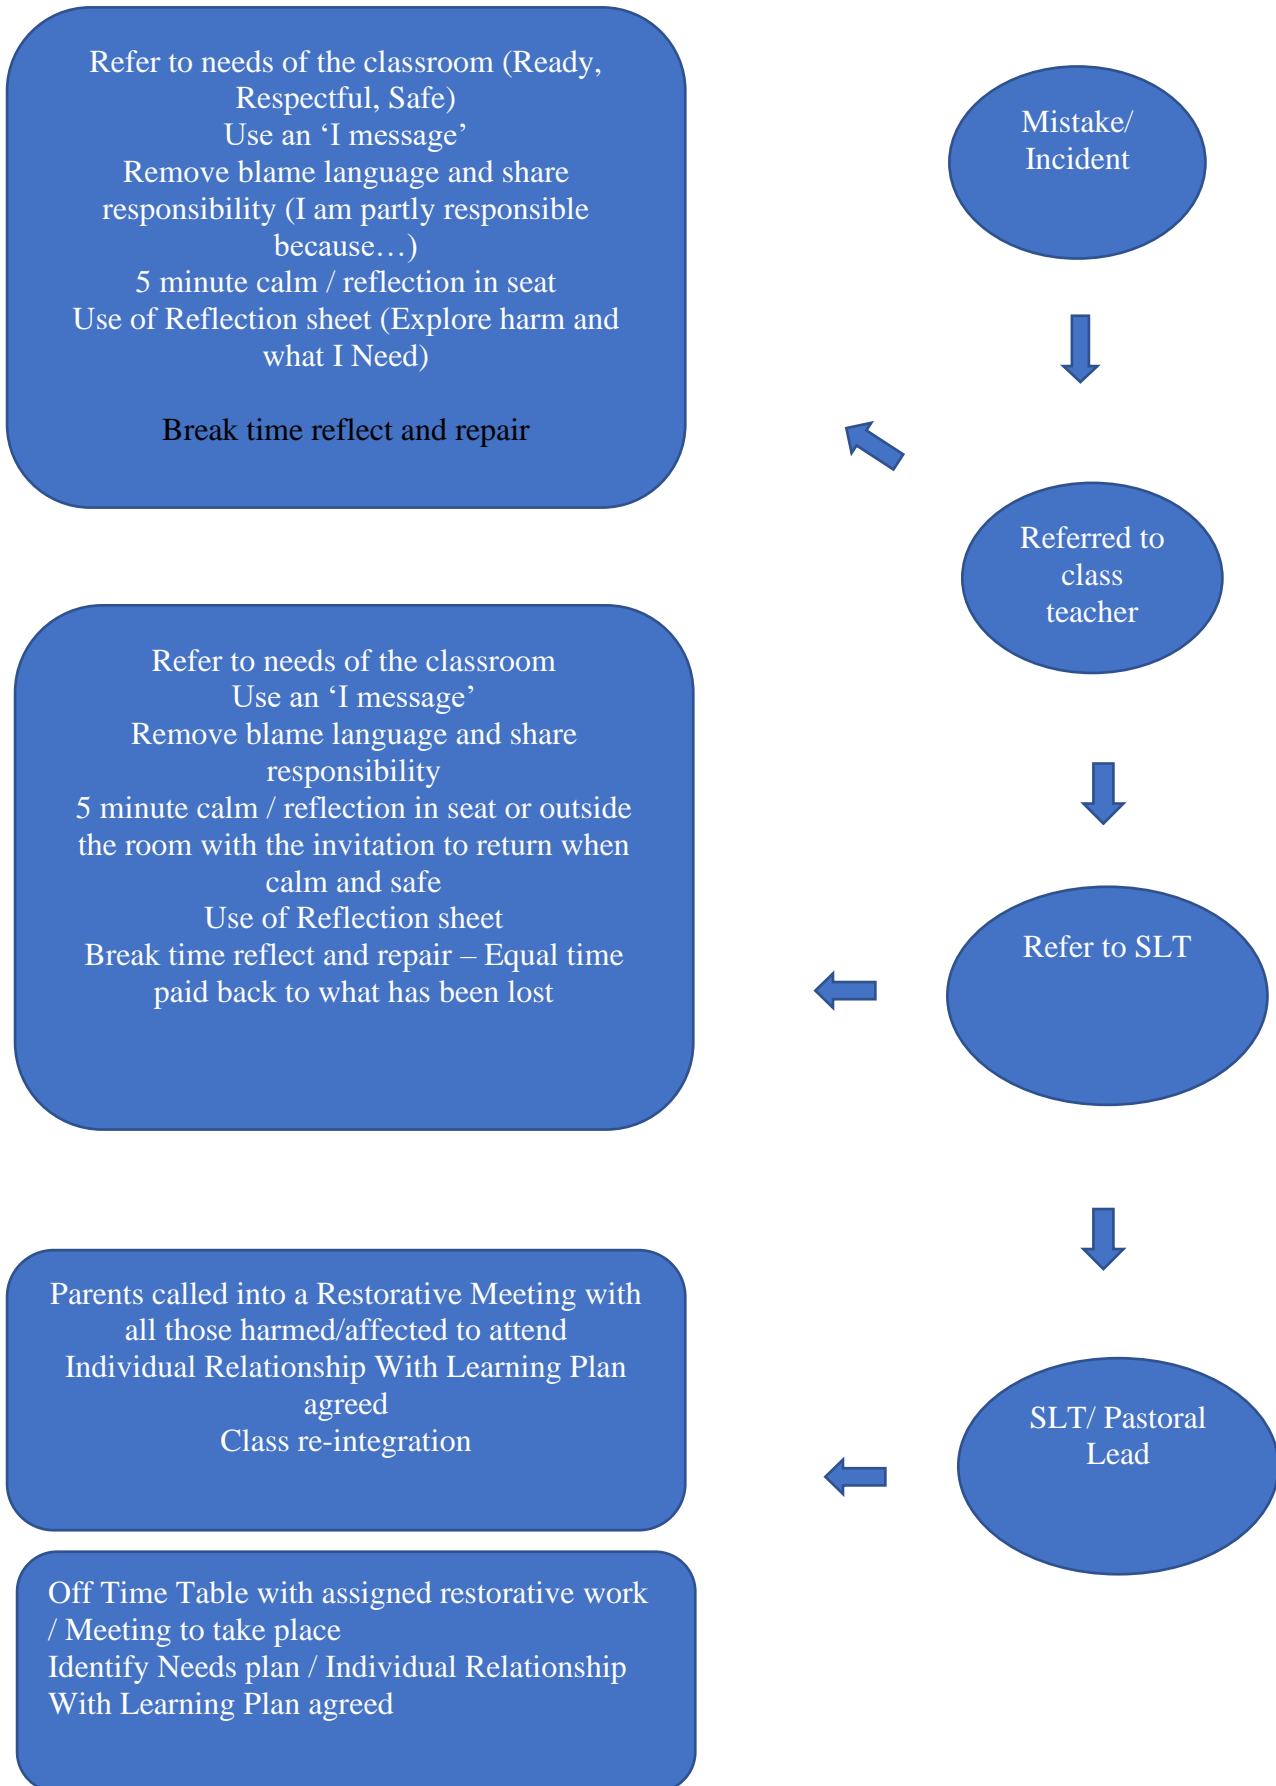 Refer to needs of the classroom (Ready,
Respectful, Safe)
Use an ‘I message’
Remove blame language and share
responsibility (I am partly responsible
because…)
5 minute calm / reflection in seat
Use of Reflection sheet (Explore harm and
what I Need)
Break time reflect and repair
Mistake/
Incident
Referred to
class
teacher
Refer to needs of the classroom
Use an ‘I message’
Remove blame language and share
responsibility
5 minute calm / reflection in seat or outside
the room with the invitation to return when
calm and safe
Use of Reflection sheet
Break time reflect and repair – Equal time
paid back to what has been lost
Refer to SLT
Parents called into a Restorative Meeting with
all those harmed/affected to attend
Individual Relationship With Learning Plan
agreed
Class re-integration
SLT/ Pastoral
Lead
Off Time Table with assigned restorative work
/ Meeting to take place
Identify Needs plan / Individual Relationship
With Learning Plan agreed